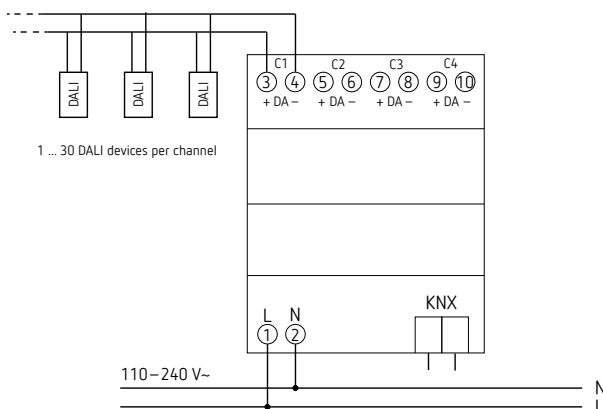 C1 C2 C3 C4
3 4 5 6 7 8 9 10
+ DA – + DA – + DA – + DA –
DALI DALI DALI
1 ... 30 DALI devices per channel
KNX
L N
1 2
110–240 V~
N
L